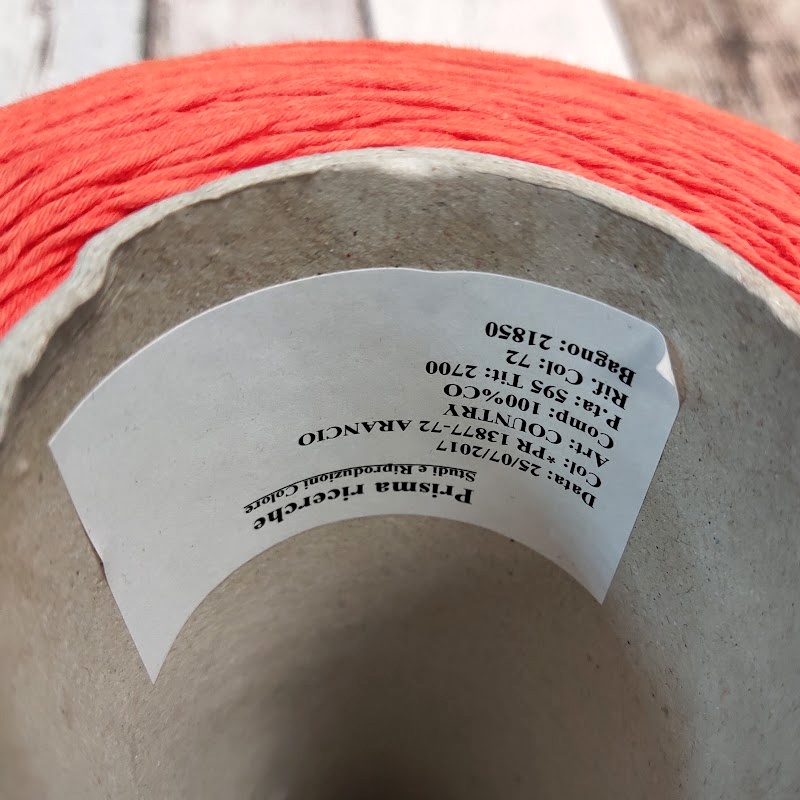 Prisma ricerche
Studi e Riproduzioni Colore
Data: 25/07/2017
Col: *PR 13877-72 ARANCIO
Art: COUNTRY
Comp: 100%CO
P.ta: 595 Tit: 2700
Rif. Col: 72
Bagno: 21850